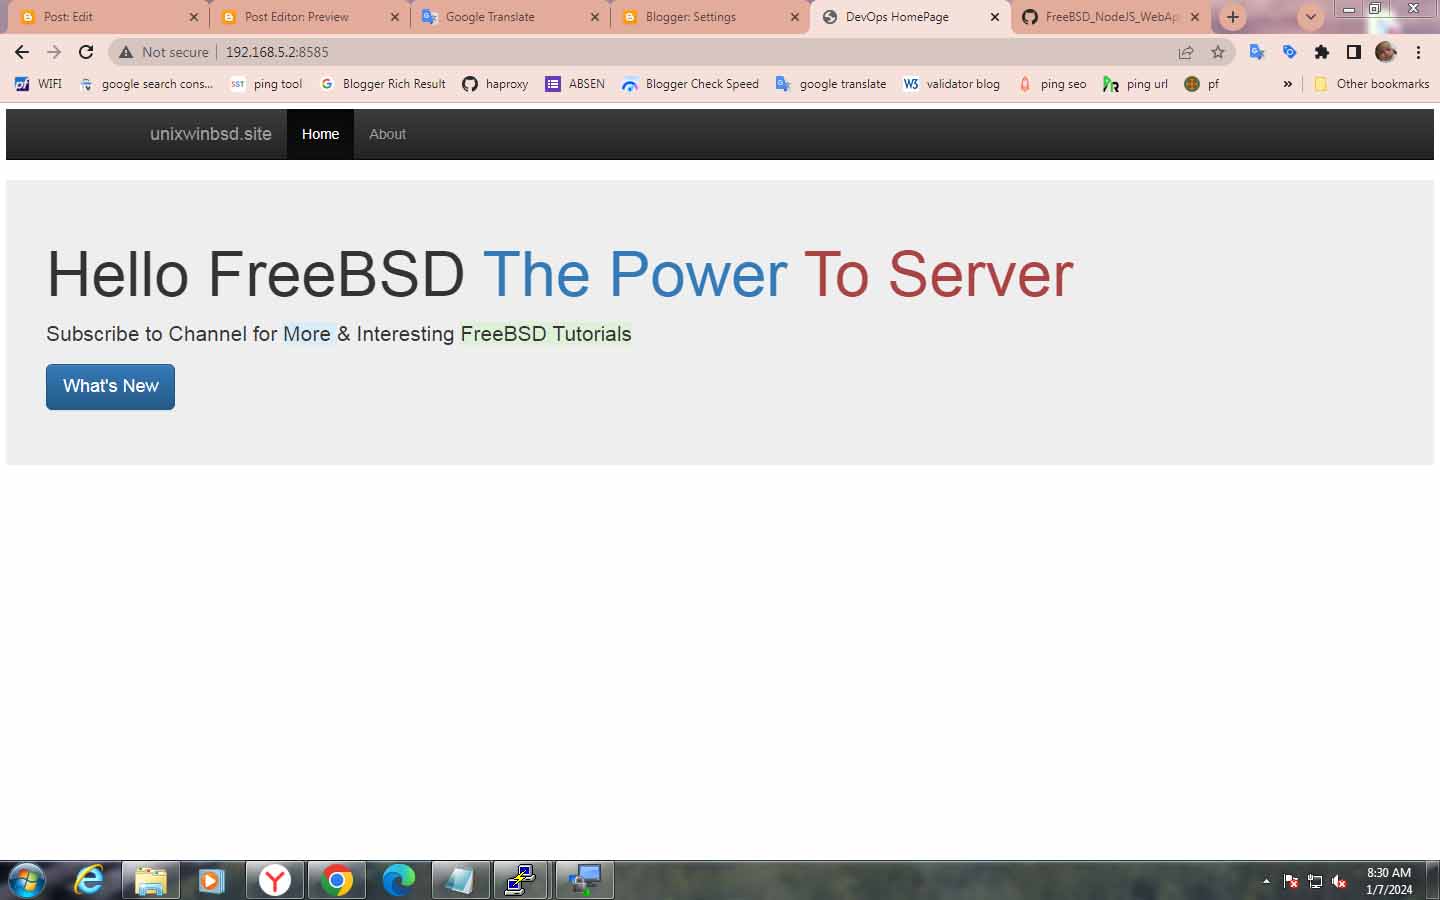 Post: Edit
Post Editor: Preview
Google Translate
Blogger: Settings
DevOps HomePage
FreeBSD_NodeJS_WebAp
Not secure | 192.168.5.2:8585
WIFI
google search cons...
SST ping tool
Blogger Rich Result
haproxy
ABSEN
Blogger Check Speed
google translate
W3 validator blog
ping seo
ping url
pf
» Other bookmarks
unixwinbsd.site Home About
Hello FreeBSD The Power To Server
Subscribe to Channel for More & Interesting FreeBSD Tutorials
What's New
8:30 AM
1/7/2024